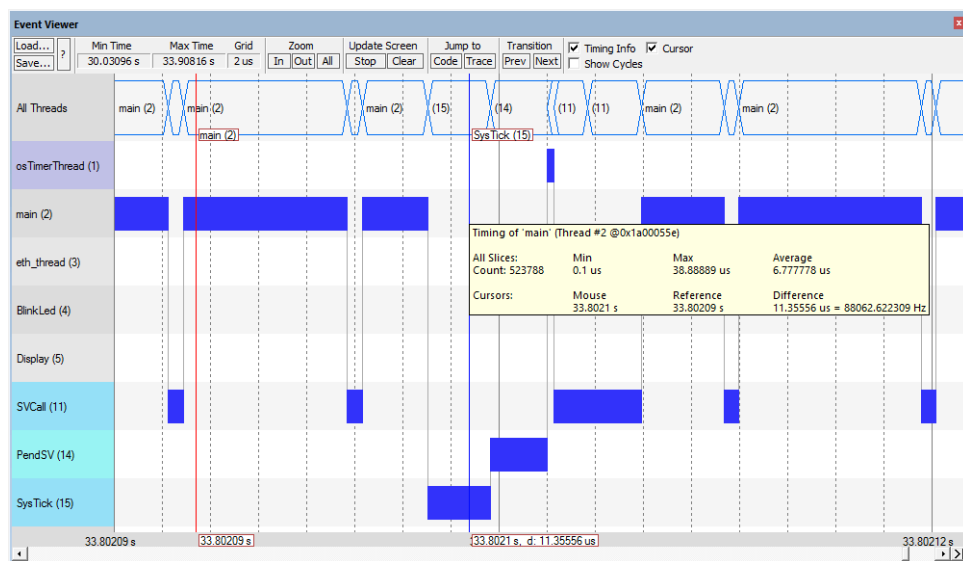 Event Viewer
Load... Min Time Max Time Grid Zoom Update Screen Jump to Transition Timing Info Cursor
Save... ? 30.03096 s 33.90816 s 2 us In Out All Stop Clear Code Trace Prev Next Show Cycles
All Threads main (2) main (2) main (2) (15) (14) (11) (11) main (2) main (2)
main (2) SysTick (15)
osTimerThread (1)
main (2)
Timing of 'main' (Thread #2 @0x1a00055e)
eth_thread (3) All Slices: Min Max Average
Count: 523788 0.1 us 38.88889 us 6.777778 us
Cursors: Mouse Reference Difference
BlinkLed (4) 33.8021 s 33.80209 s 11.35556 us = 88062.622309 Hz
Display (5)
SVCall (11)
PendSV (14)
SysTick (15)
33.80209 s 33.80209 s 33.8021 s, d: 11.35556 us 33.80212 s